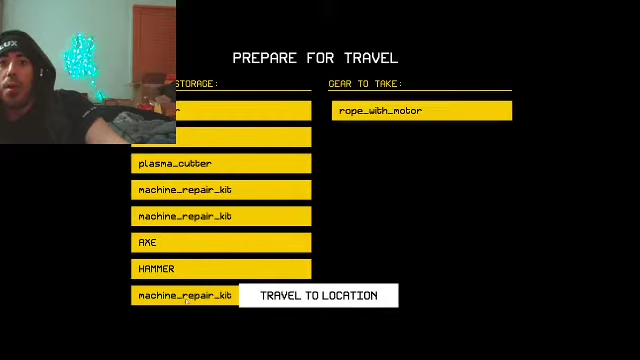 PREPARE FOR TRAVEL
STORAGE:
GEAR TO TAKE:
rope_with_motor
plasma_cutter
machine_repair_kit
machine_repair_kit
AXE
HAMMER
machine_repair_kit
TRAVEL TO LOCATION